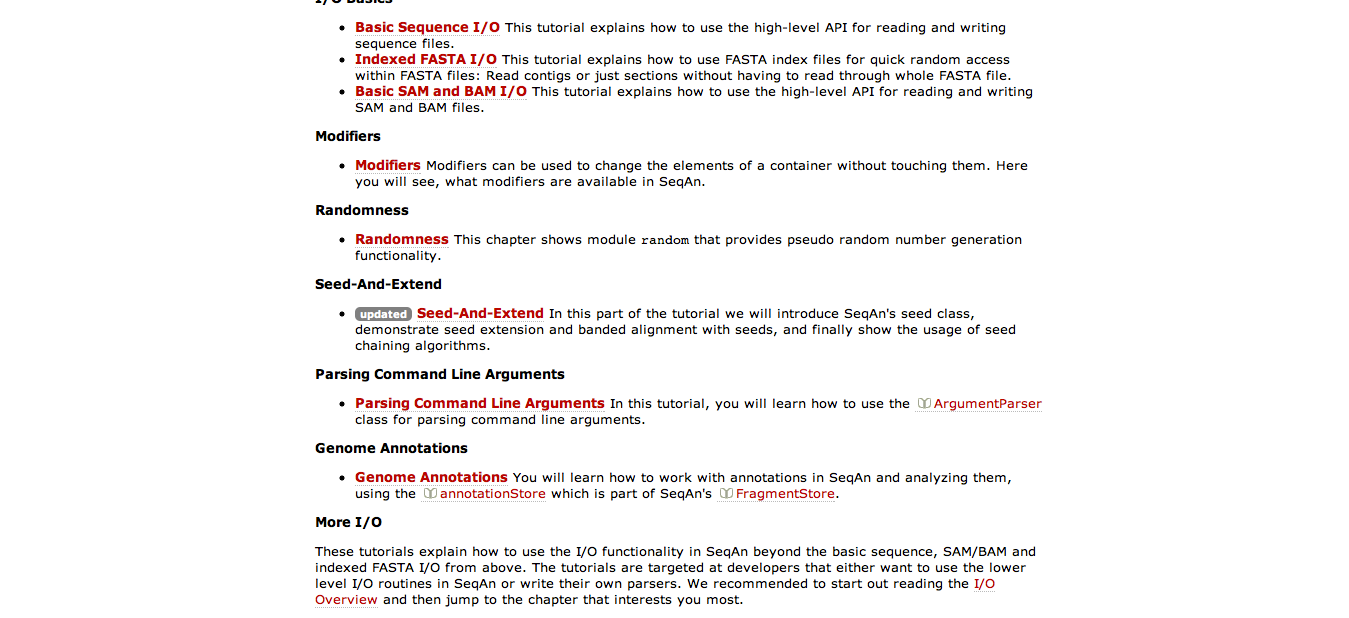 I/O Basics
Basic Sequence I/O This tutorial explains how to use the high-level API for reading and writing
sequence files.
Indexed FASTA I/O This tutorial explains how to use FASTA index files for quick random access
within FASTA files: Read contigs or just sections without having to read through whole FASTA file.
Basic SAM and BAM I/O This tutorial explains how to use the high-level API for reading and writing
SAM and BAM files.
Modifiers
Modifiers Modifiers can be used to change the elements of a container without touching them. Here
you will see, what modifiers are available in SeqAn.
Randomness
Randomness This chapter shows module random that provides pseudo random number generation
functionality.
Seed-And-Extend
updated Seed-And-Extend In this part of the tutorial we will introduce SeqAn's seed class,
demonstrate seed extension and banded alignment with seeds, and finally show the usage of seed
chaining algorithms.
Parsing Command Line Arguments
Parsing Command Line Arguments In this tutorial, you will learn how to use the ArgumentParser
class for parsing command line arguments.
Genome Annotations
Genome Annotations You will learn how to work with annotations in SeqAn and analyzing them,
using the annotationStore which is part of SeqAn's FragmentStore.
More I/O
These tutorials explain how to use the I/O functionality in SeqAn beyond the basic sequence, SAM/BAM and
indexed FASTA I/O from above. The tutorials are targeted at developers that either want to use the lower
level I/O routines in SeqAn or write their own parsers. We recommended to start out reading the I/O
Overview and then jump to the chapter that interests you most.